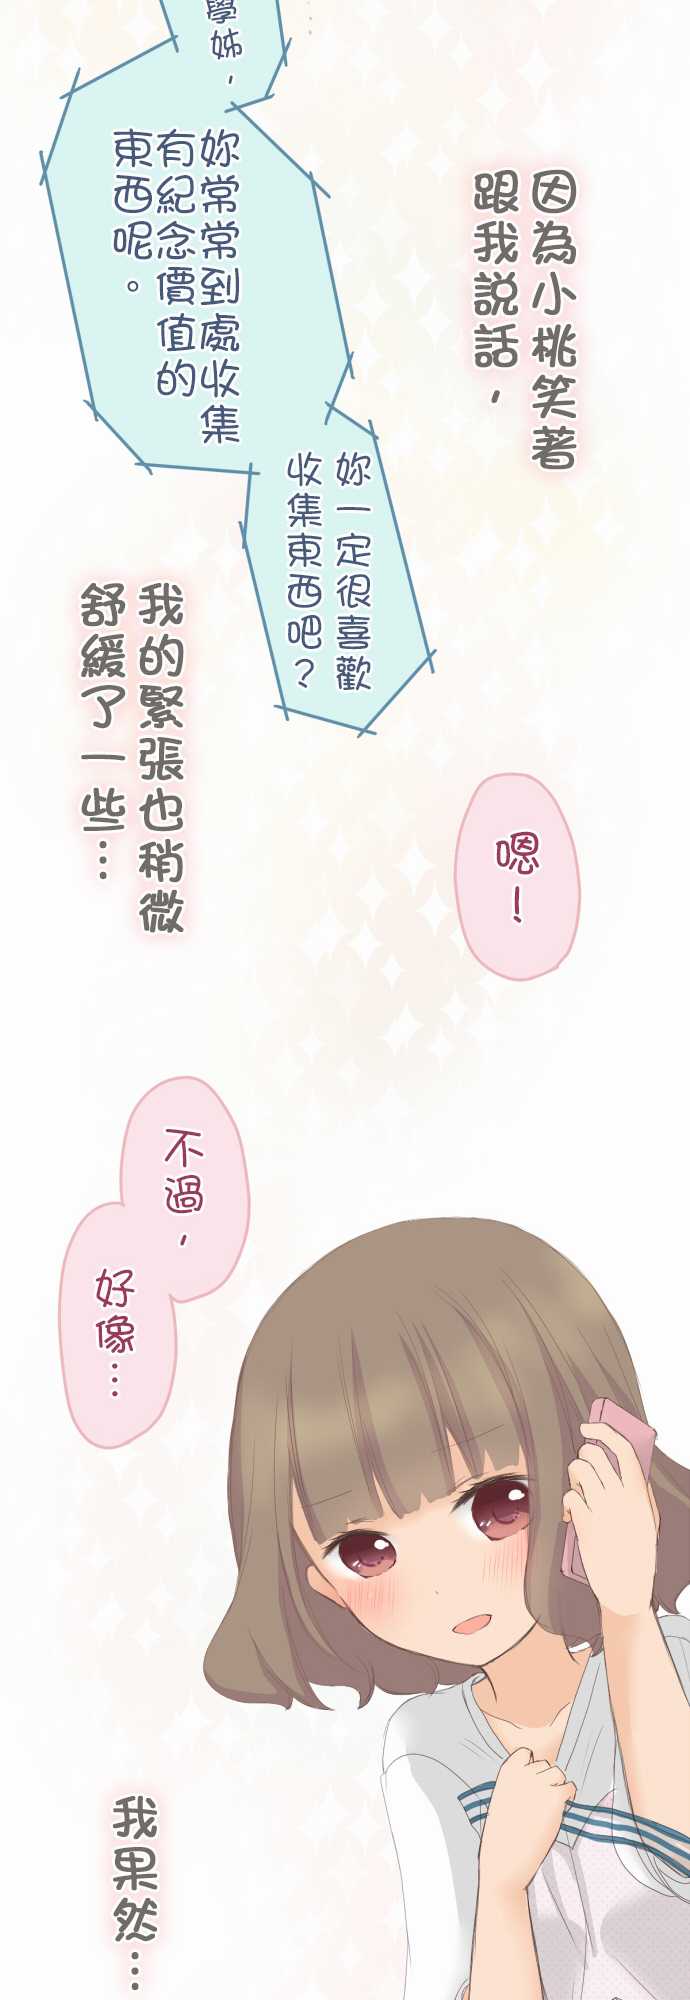 學姊，
因為小桃笑著
跟我說話，
妳常常到處收集
有紀念價值的
東西呢。
妳一定很喜歡
收集東西吧？
我的緊張也稍微
舒緩了一些…
嗯！
不過，
好像…
我果然…